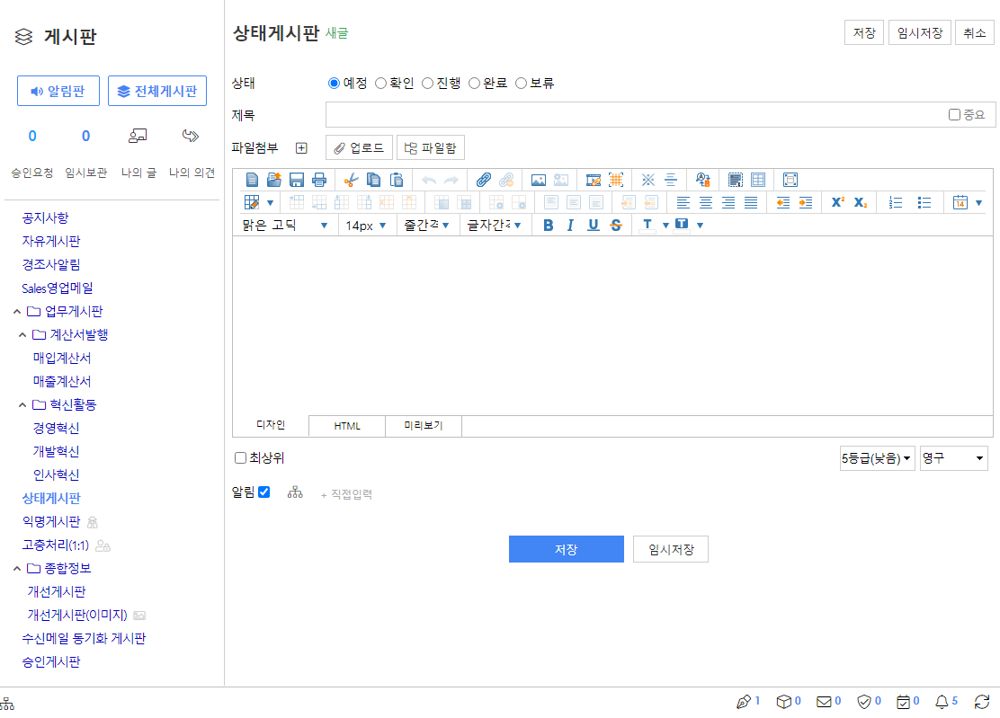 게시판
알림판 전체게시판
0 0
승인요청 임시보관 나의 글 나의 의견
공지사항
자유게시판
경조사알림
Sales영업메일
업무게시판
계산서발행
매입계산서
매출계산서
혁신활동
경영혁신
개발혁신
인사혁신
상태게시판
익명게시판
고충처리(1:1)
종합정보
개선게시판
개선게시판(이미지)
수신메일 동기화 게시판
승인게시판
상태게시판 새글
저장 임시저장 취소
상태 예정 확인 진행 완료 보류
제목 중요
파일첨부 업로드 파일함
맑은 고딕 14px 줄간격 글자간격 B I U S T T
디자인 HTML 미리보기
최상위 5등급(낮음) 영구
알림 + 직접입력
저장 임시저장
1 0 0 0 0 5